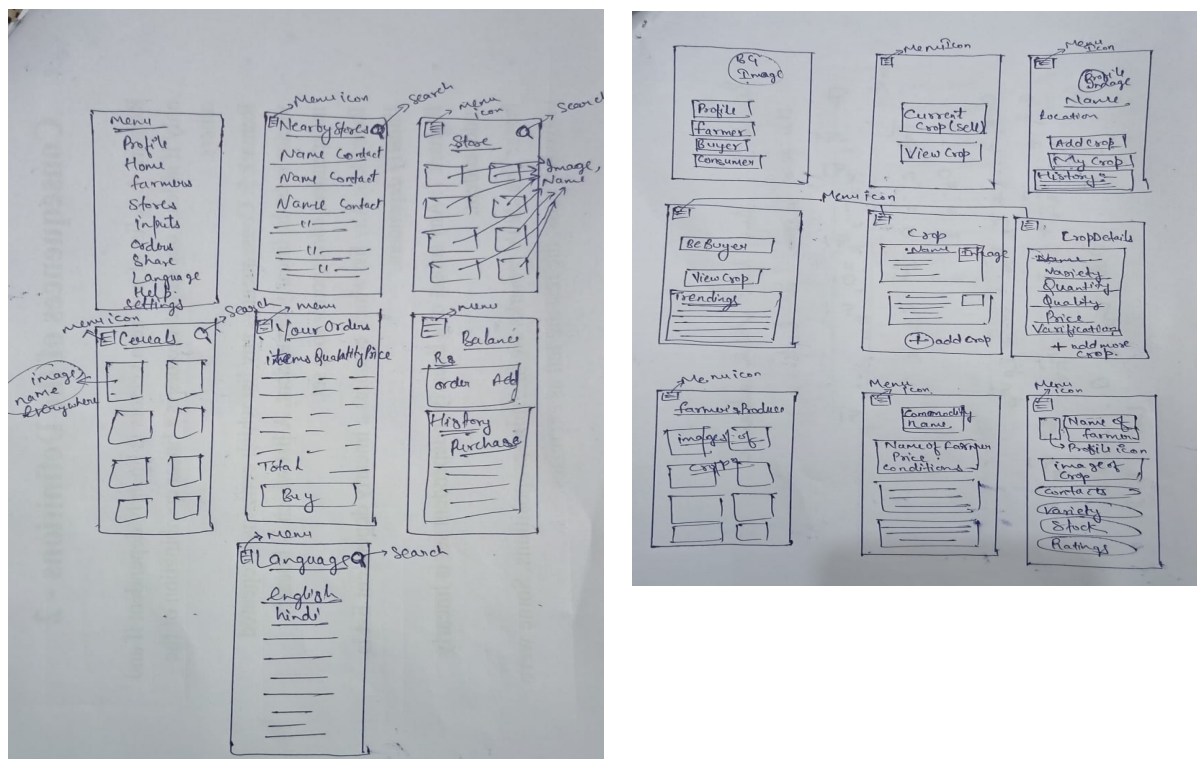 Menu
Profile
Home
farmers
Stores
inputs
Orders
Share
Language
Help
Settings
Menu icon
Search
Nearby Stores
Name Contact
Name Contact
Name Contact
menu
icon
Search
Store
Image,
Name
menu icon
Search
Cereals
image,
name
everywhere
menu
Your Orders
items Quantity Price
Total
Buy
Menu
Balance
Rs
order Add
History
Purchase
Menu
Search
Language
english
hindi
BG
Image
Profile
farmer
Buyer
Consumer
Menu Icon
Current
Crop (sell)
View Crop
Menu
icon
Profile
Image
Name
Location
Add crop
My Crop
History:
Menu icon
Be Buyer
View Crop
Trendings
Crop
Name
Image
+ add crop
Crop Details
Name
Variety
Quantity
Quality
Price
Varification
+ add more
crop.
Menu icon
farmer's Produce
images of
crops
Menu
icon
Commodity
Name
Name of Farmer
Price :
conditions
Menu
icon
Name of
farmer
Profile icon
image of
Crop
Contacts
Variety
Stock
Ratings